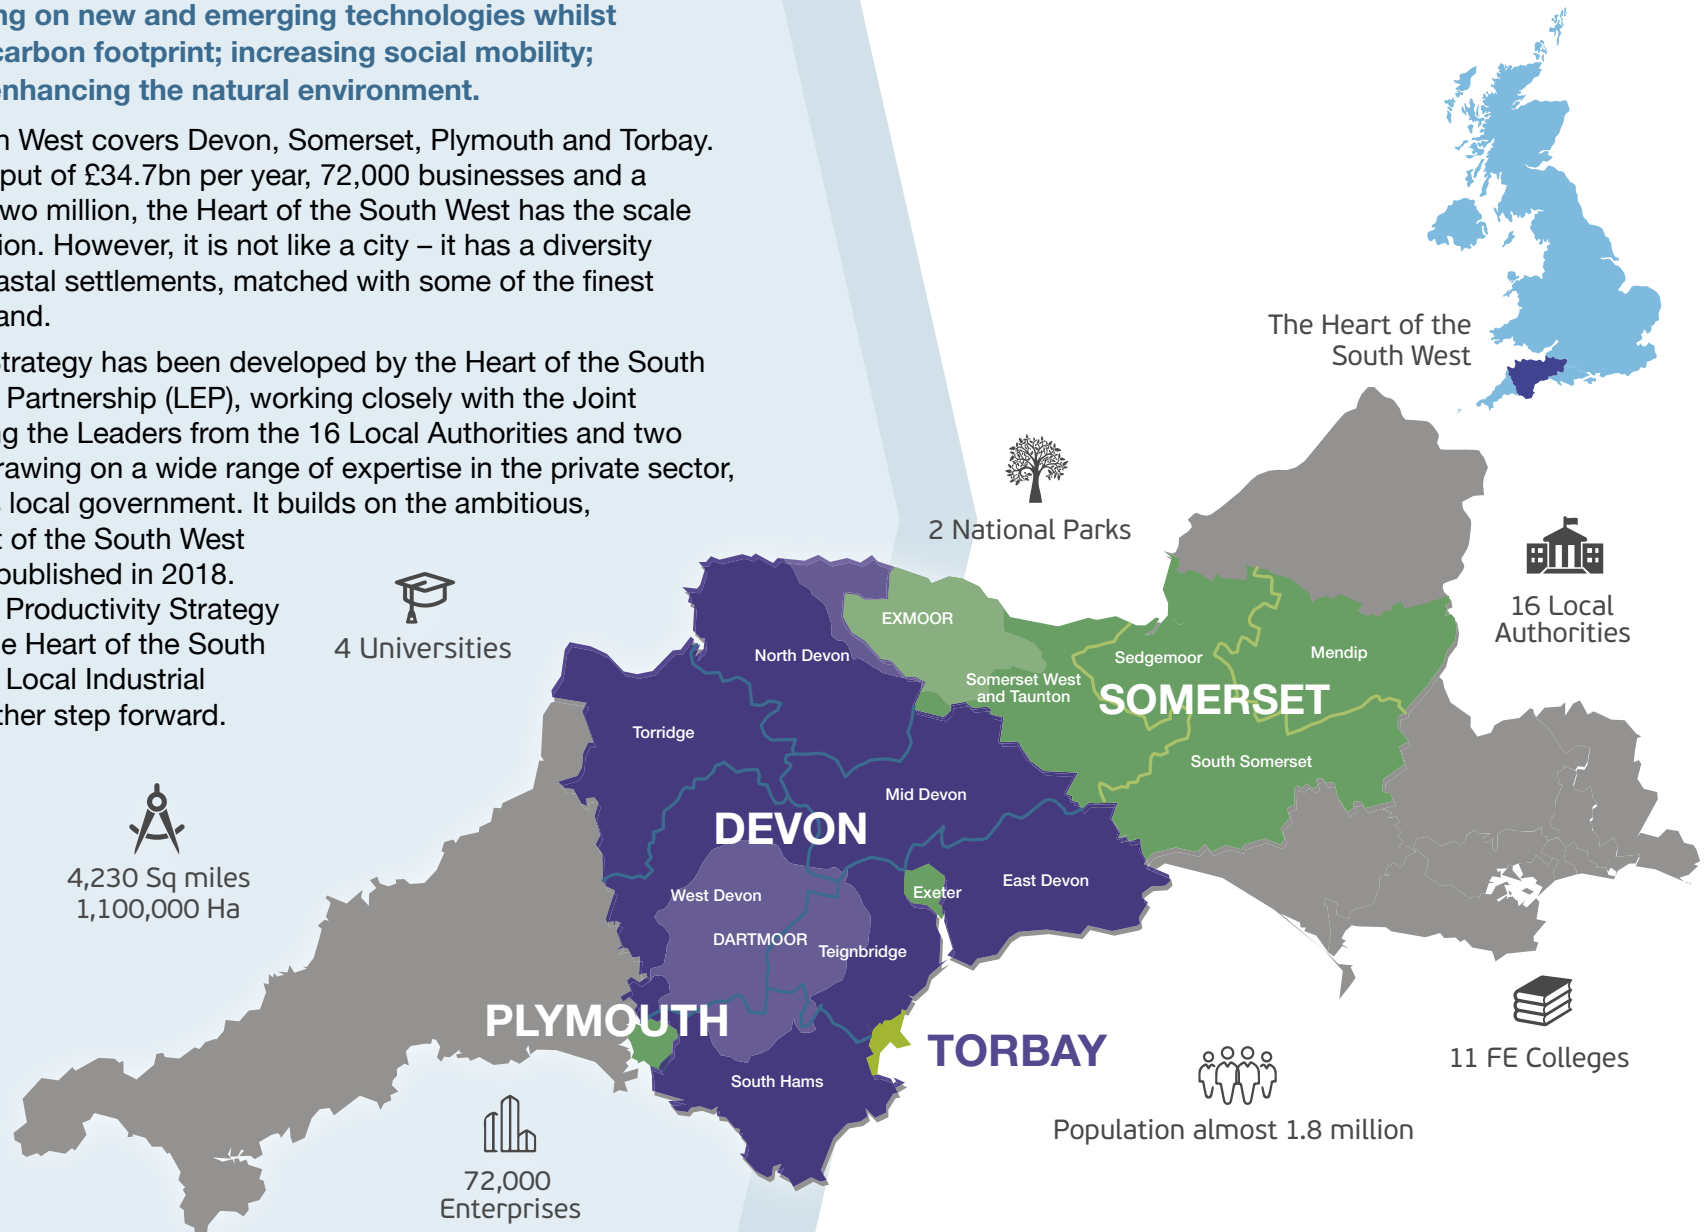 ng on new and emerging technologies whilst
carbon footprint; increasing social mobility;
enhancing the natural environment.
h West covers Devon, Somerset, Plymouth and Torbay.
put of £34.7bn per year, 72,000 businesses and a
two million, the Heart of the South West has the scale
ion. However, it is not like a city – it has a diversity
astal settlements, matched with some of the finest
and.
Strategy has been developed by the Heart of the South
Partnership (LEP), working closely with the Joint
ng the Leaders from the 16 Local Authorities and two
rawing on a wide range of expertise in the private sector,
s local government. It builds on the ambitious,
t of the South West
published in 2018.
Productivity Strategy
e Heart of the South
Local Industrial
ther step forward.
The Heart of the
South West
2 National Parks
16 Local
Authorities
4 Universities
4,230 Sq miles
1,100,000 Ha
EXMOOR
North Devon
Sedgemoor
Mendip
Somerset West
and Taunton
SOMERSET
Torridge
South Somerset
Mid Devon
DEVON
West Devon
Exeter
East Devon
DARTMOOR
Teignbridge
PLYMOUTH
TORBAY
South Hams
11 FE Colleges
Population almost 1.8 million
72,000
Enterprises